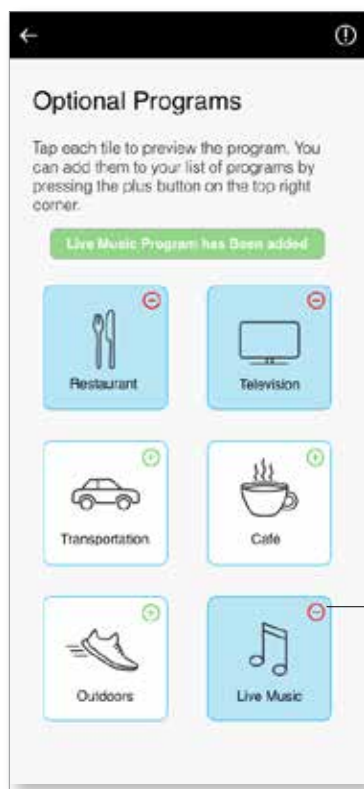 Optional Programs
Tap each tile to preview the program. You
can add them to your list of programs by
pressing the plus button on the top right
corner.
Live Music Program has Been added
Restaurant
Television
Transportation
Café
Outdoors
Live Music